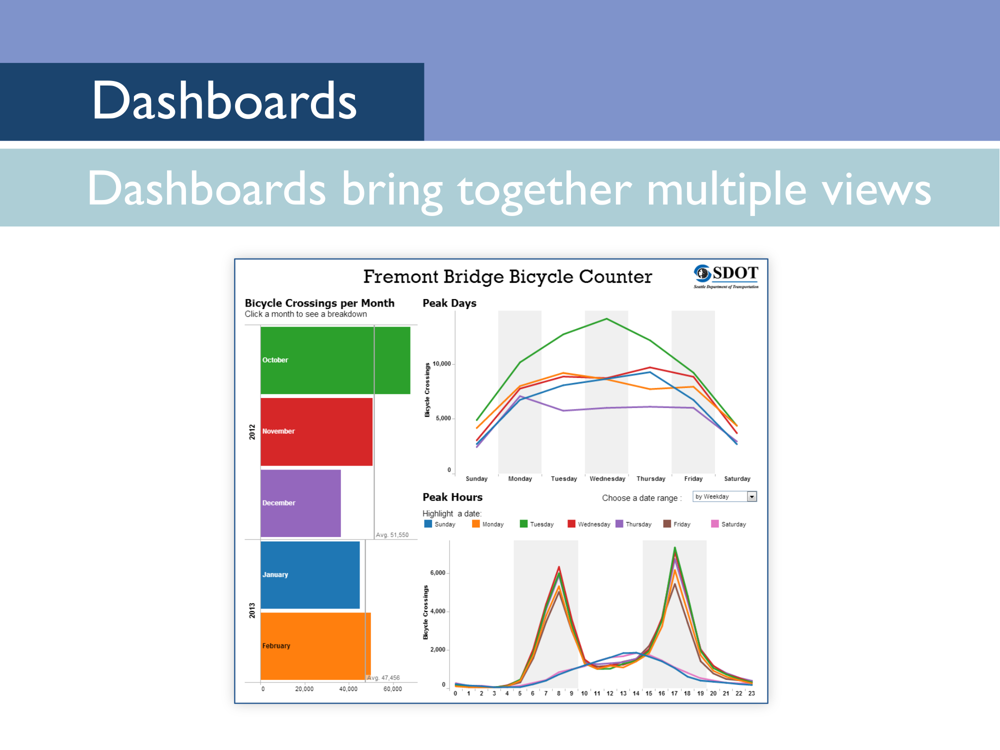 Dashboards
Dashboards bring together multiple views
Fremont Bridge Bicycle Counter
SDOT
Seattle Department of Transportation
Bicycle Crossings per Month
Click a month to see a breakdown
2012
October
November
December
Avg. 51,550
2013
January
February
Avg. 47,456
0 20,000 40,000 60,000
Peak Days
Bicycle Crossings
10,000
5,000
0
Sunday Monday Tuesday Wednesday Thursday Friday Saturday
Peak Hours
Choose a date range : by Weekday
Highlight a date:
Sunday Monday Tuesday Wednesday Thursday Friday Saturday
Bicycle Crossings
6,000
4,000
2,000
0
0 1 2 3 4 5 6 7 8 9 10 11 12 13 14 15 16 17 18 19 20 21 22 23